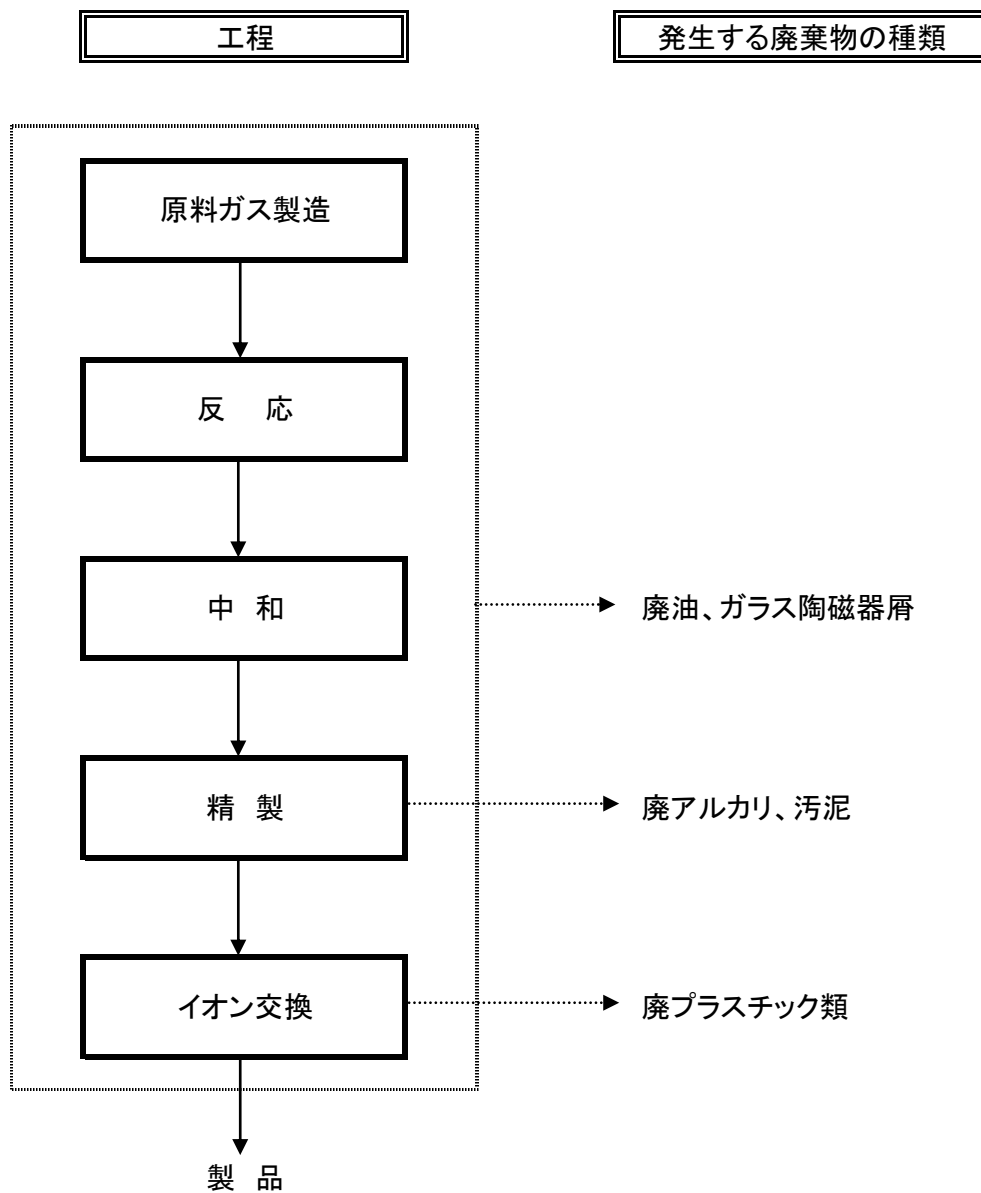 工程
発生する廃棄物の種類
原料ガス製造
反 応
中 和
廃油、ガラス陶磁器屑
精 製
廃アルカリ、汚泥
イオン交換
廃プラスチック類
製 品